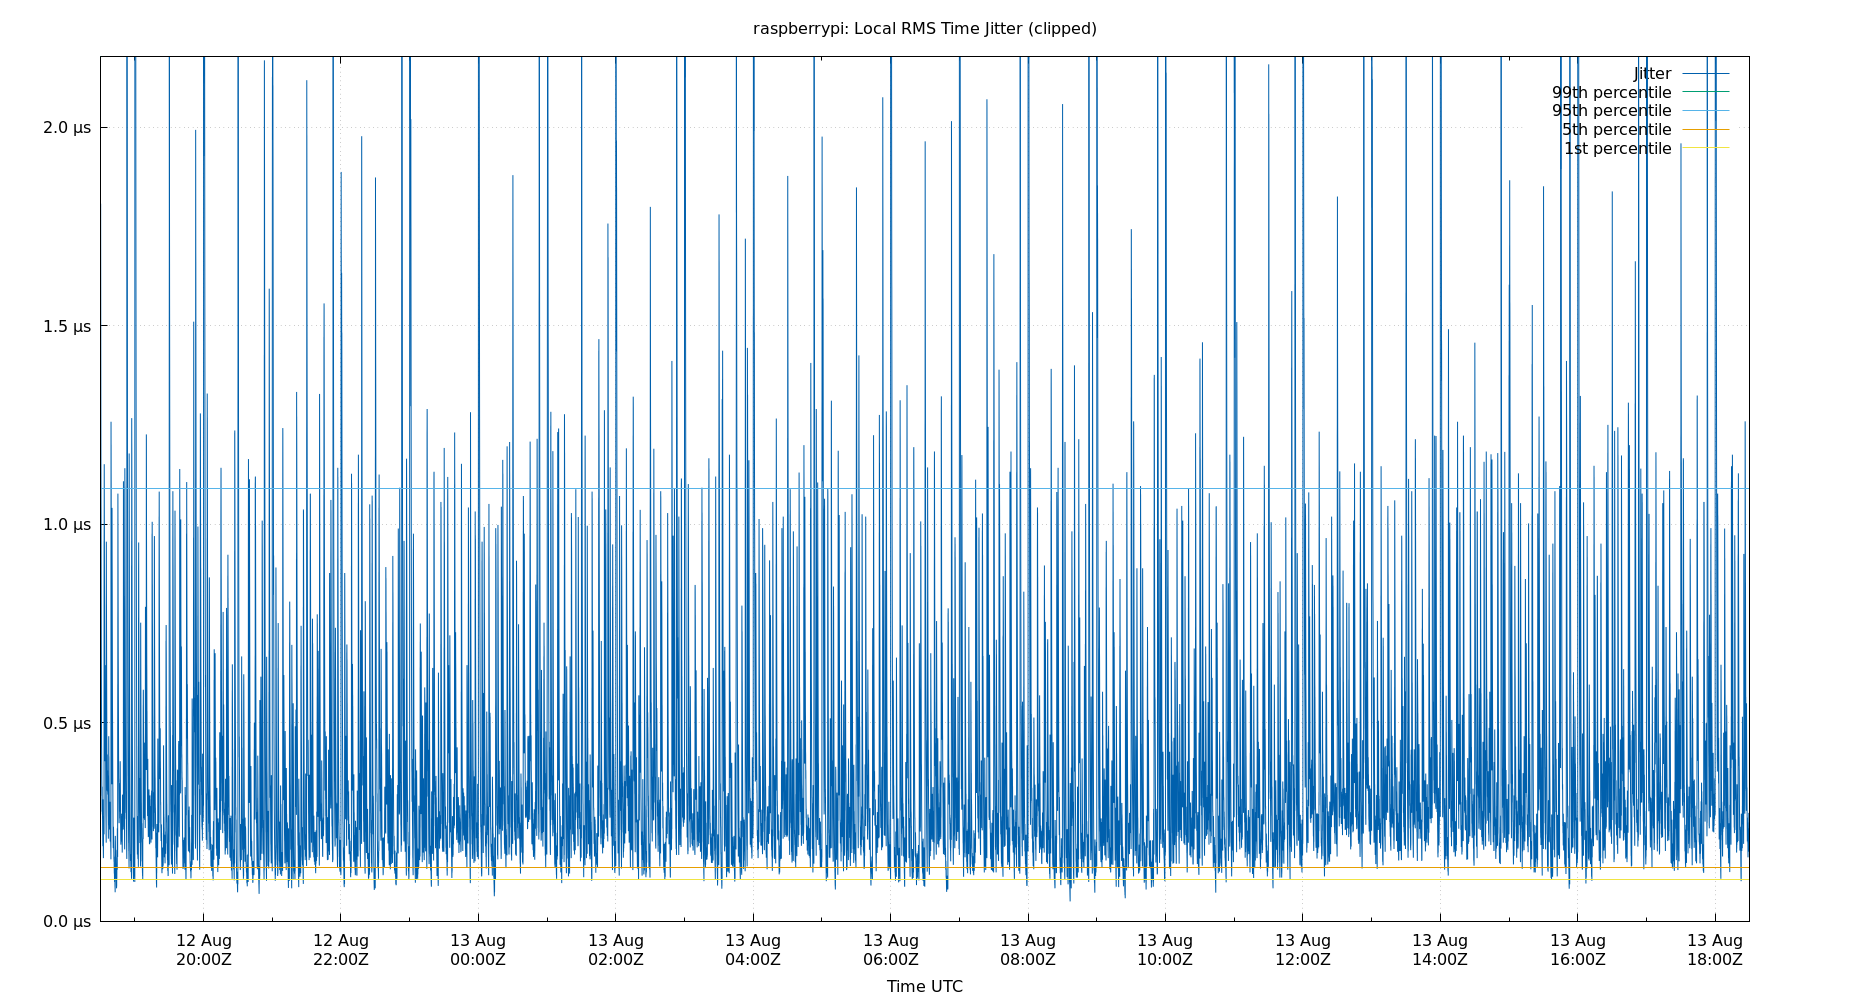 raspberrypi: Local RMS Time Jitter (clipped)
Jitter
99th percentile
95th percentile
5th percentile
1st percentile
2.0 µs
1.5 µs
1.0 µs
0.5 µs
0.0 µs
12 Aug 12 Aug 13 Aug 13 Aug 13 Aug 13 Aug 13 Aug 13 Aug 13 Aug 13 Aug 13 Aug 13 Aug
20:00Z 22:00Z 00:00Z 02:00Z 04:00Z 06:00Z 08:00Z 10:00Z 12:00Z 14:00Z 16:00Z 18:00Z
Time UTC